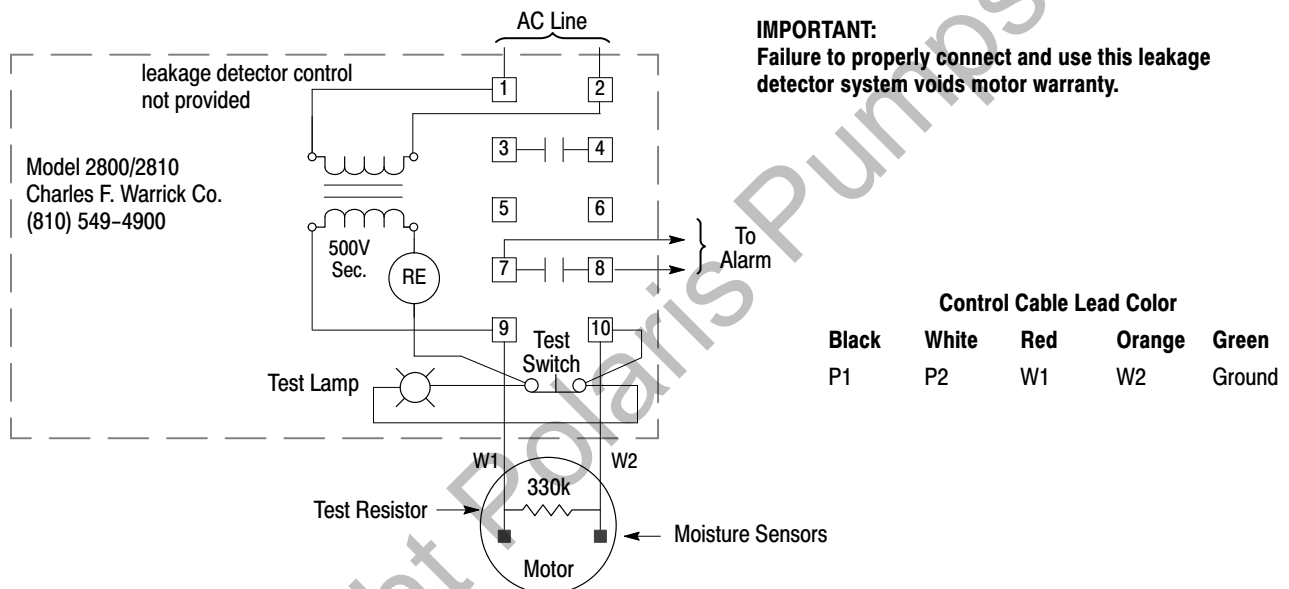 AC Line
IMPORTANT:
Failure to properly connect and use this leakage
detector system voids motor warranty.
leakage detector control
not provided
1
2
Model 2800/2810
Charles F. Warrick Co.
(810) 549-4900
3
4
5
6
500V
Sec.
RE
7
8
To
Alarm
9
10
Test
Switch
Test Lamp
Control Cable Lead Color
Black White Red Orange Green
P1 P2 W1 W2 Ground
W1
W2
330k
Test Resistor
Moisture Sensors
Motor
ht Polaris Pumps